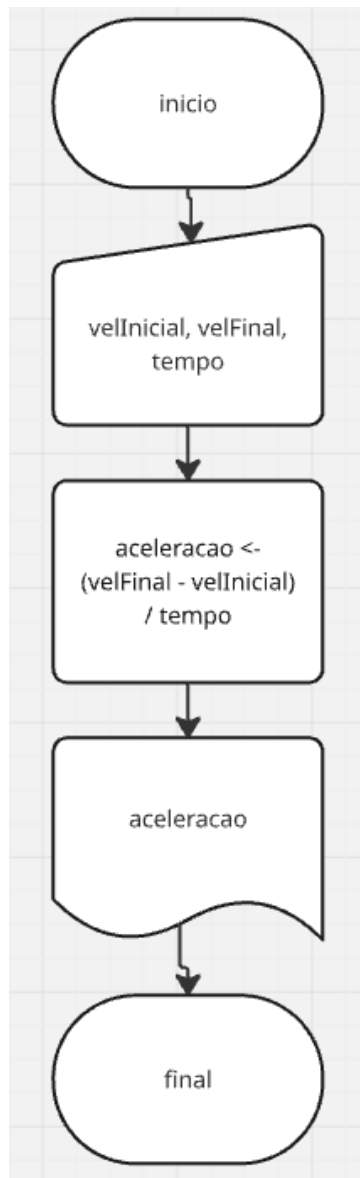 inicio
velInicial, velFinal,
tempo
aceleracao <-
(velFinal - velInicial)
/ tempo
aceleracao
final